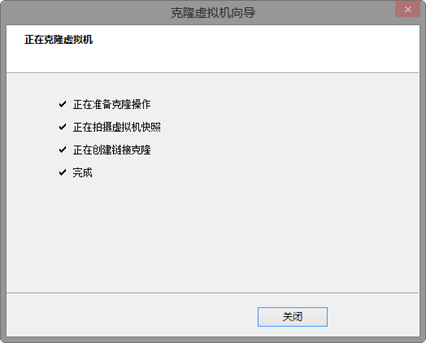 克隆虚拟机向导
正在克隆虚拟机
正在准备克隆操作
正在拍摄虚拟机快照
正在创建链接克隆
完成
关闭